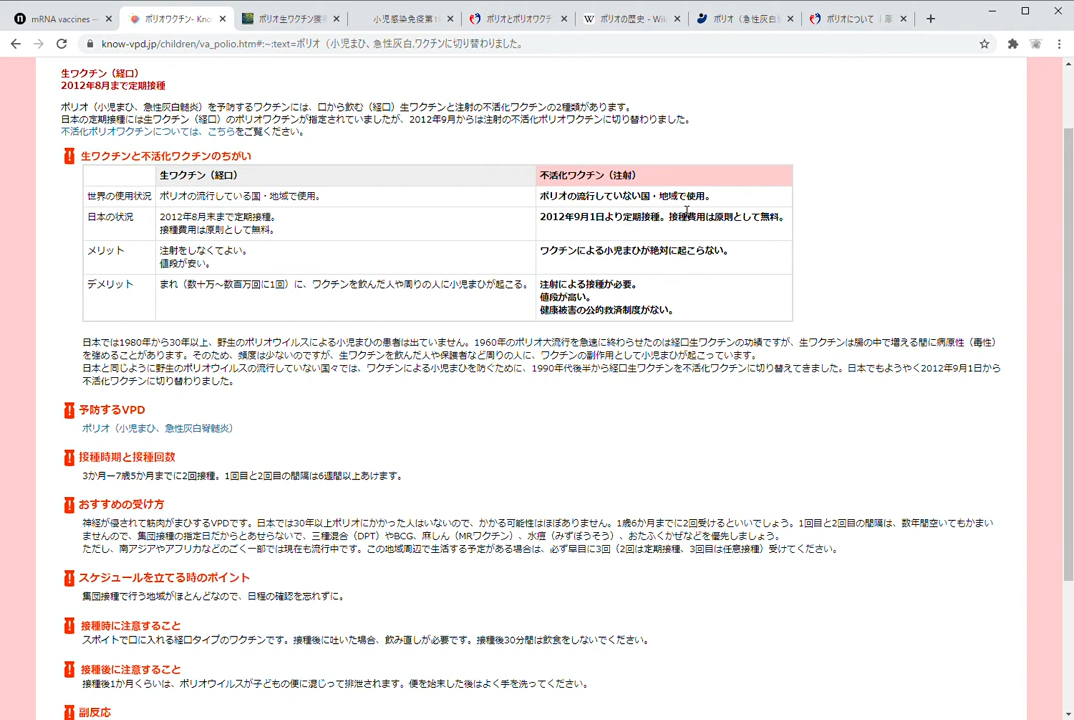 mRNA vaccines —
ポリオワクチン- Kno
ポリオ生ワクチン獲
小児感染免疫第1
ポリオとポリオワクチ
ポリオの歴史 - Wiki
ポリオ（急性灰白
ポリオについて｜厚
know-vpd.jp/children/va_polio.htm#:~:text=ポリオ（小児まひ、急性灰白,ワクチンに切り替わりました。
生ワクチン（経口）
2012年8月まで定期接種
ポリオ（小児まひ、急性灰白髄炎）を予防するワクチンには、口から飲む（経口）生ワクチンと注射の不活化ワクチンの2種類があります。
日本の定期接種には生ワクチン（経口）のポリオワクチンが指定されていましたが、2012年9月からは注射の不活化ポリオワクチンに切り替わりました。
不活化ポリオワクチンについては、こちらをご覧ください。
生ワクチンと不活化ワクチンのちがい
生ワクチン（経口） 不活化ワクチン（注射）
世界の使用状況 ポリオの流行している国・地域で使用。 ポリオの流行していない国・地域で使用。
日本の状況 2012年8月末まで定期接種。 2012年9月1日より定期接種。接種費用は原則として無料。
接種費用は原則として無料。
メリット 注射をしなくてよい。 ワクチンによる小児まひが絶対に起こらない。
値段が安い。
デメリット まれ（数十万～数百万回に1回）に、ワクチンを飲んだ人や周りの人に小児まひが起こる。 注射による接種が必要。
値段が高い。
健康被害の公的救済制度がない。
日本では1980年から30年以上、野生のポリオウイルスによる小児まひの患者は出ていません。1960年のポリオ大流行を急速に終わらせたのは経口生ワクチンの功績ですが、生ワクチンは腸の中で増える間に病原性（毒性）
を強めることがあります。そのため、頻度は少ないのですが、生ワクチンを飲んだ人や保護者など周りの人に、ワクチンの副作用として小児まひが起こっています。
日本と同じように野生のポリオウイルスの流行していない国々では、ワクチンによる小児まひを防ぐために、1990年代後半から経口生ワクチンを不活化ワクチンに切り替えてきました。日本でもようやく2012年9月1日から
不活化ワクチンに切り替わりました。
予防するVPD
ポリオ（小児まひ、急性灰白脊髄炎）
接種時期と接種回数
3か月ー7歳5か月までに2回接種。1回目と2回目の間隔は6週間以上あけます。
おすすめの受け方
神経が侵されて筋肉がまひするVPDです。日本では30年以上ポリオにかかった人はいないので、かかる可能性はほぼありません。1歳6か月までに2回受けるといいでしょう。1回目と2回目の間隔は、数年間空いてもかまい
ませんので、集団接種の指定日だからとあせらないで、三種混合（DPT）やBCG、麻しん（MRワクチン）、水痘（みずぼうそう）、おたふくかぜなどを優先しましょう。
ただし、南アジアやアフリカなどのごく一部では現在も流行中です。この地域周辺で生活する予定がある場合は、必ず早目に3回（2回は定期接種、3回目は任意接種）受けてください。
スケジュールを立てる時のポイント
集団接種で行う地域がほとんどなので、日程の確認を忘れずに。
接種時に注意すること
スポイトで口に入れる経口タイプのワクチンです。接種後に吐いた場合、飲み直しが必要です。接種後30分間は飲食をしないでください。
接種後に注意すること
接種後1か月くらいは、ポリオウイルスが子どもの便に混じって排泄されます。便を始末した後はよく手を洗ってください。
副反応